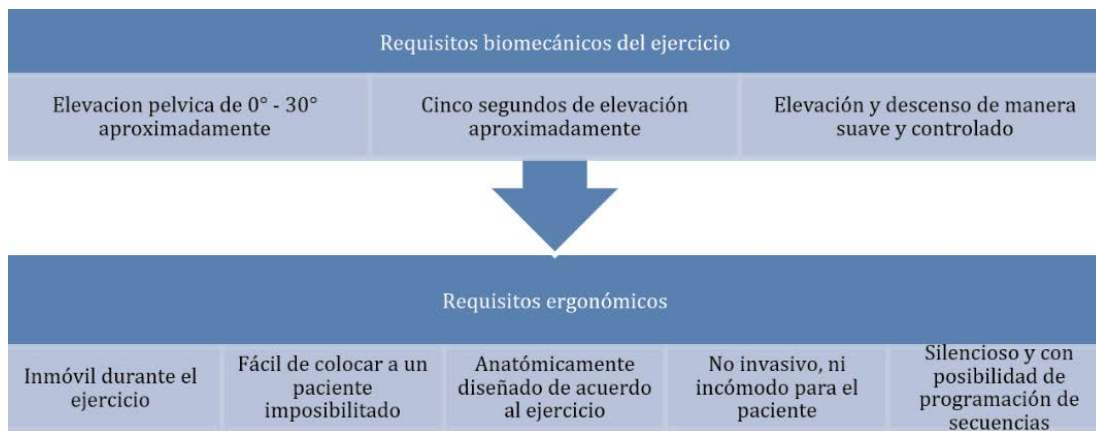 Requisitos biomecánicos del ejercicio
Elevacion pelvica de 0° - 30°
aproximadamente
Cinco segundos de elevación
aproximadamente
Elevación y descenso de manera
suave y controlado
Requisitos ergonómicos
Inmóvil durante el
ejercicio
Fácil de colocar a un
paciente
imposibilitado
Anatómicamente
diseñado de acuerdo
al ejercicio
No invasivo, ni
incómodo para el
paciente
Silencioso y con
posibilidad de
programación de
secuencias